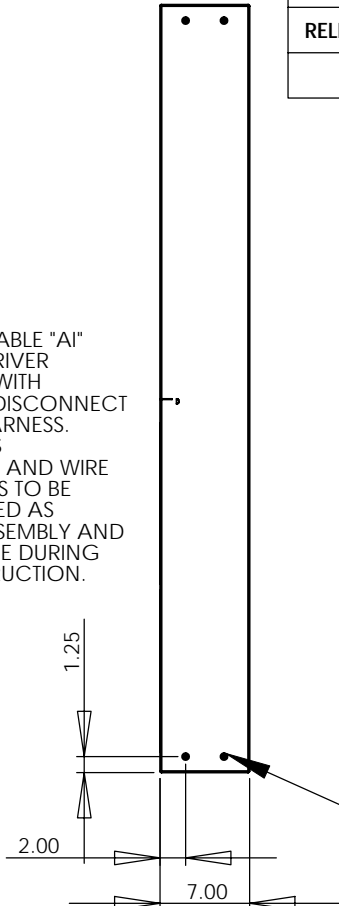 RELE
ABLE "AI"
RIVER
WITH
DISCONNECT
ARNESS.
S
AND WIRE
S TO BE
ED AS
SEMBLY AND
E DURING
UCTION.
1.25
2.00
7.00